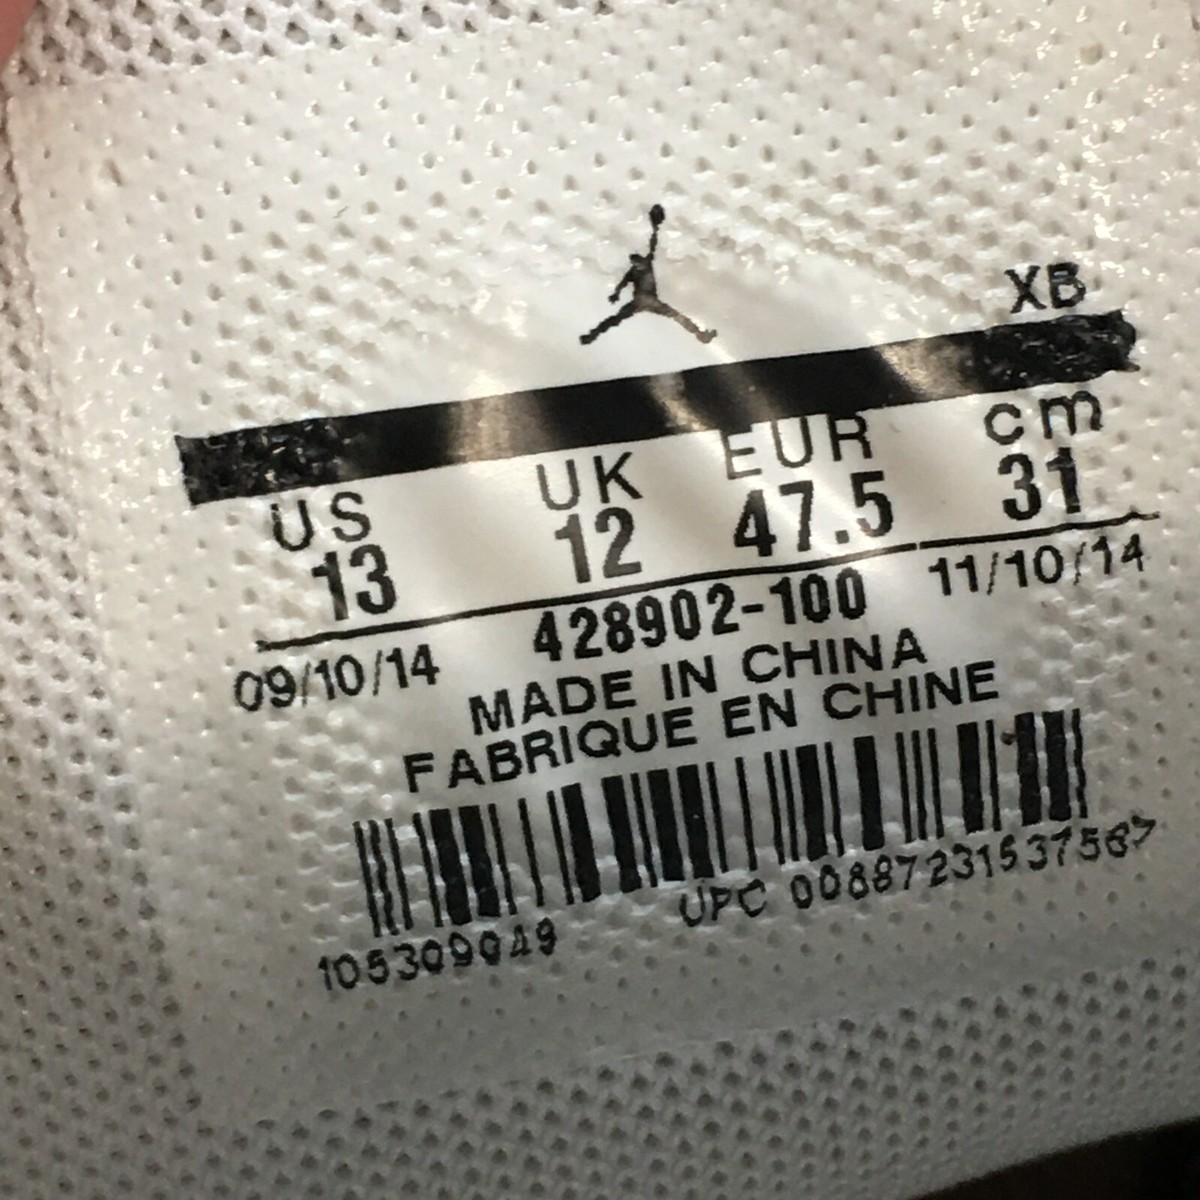 XB
US UK EUR cm
13 12 47.5 31
09/10/14 428902-100 11/10/14
MADE IN CHINA
FABRIQUE EN CHINE
105309049 UPC 00887231537567